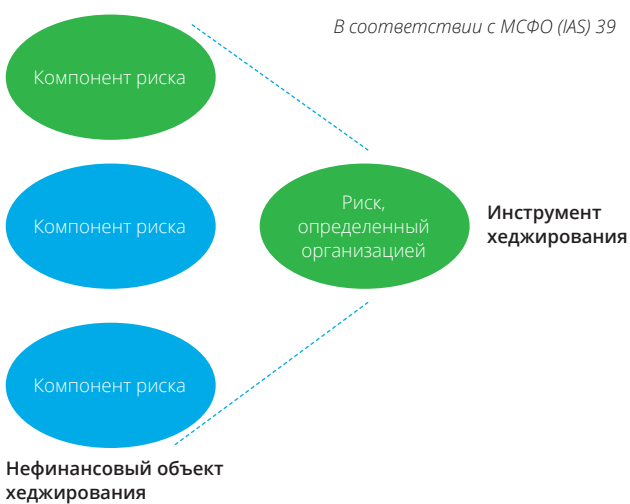 В соответствии с МСФО (IAS) 39
Компонент риска
Компонент риска
Риск,
определенный
организацией
Инструмент
хеджирования
Компонент риска
Нефинансовый объект
хеджирования